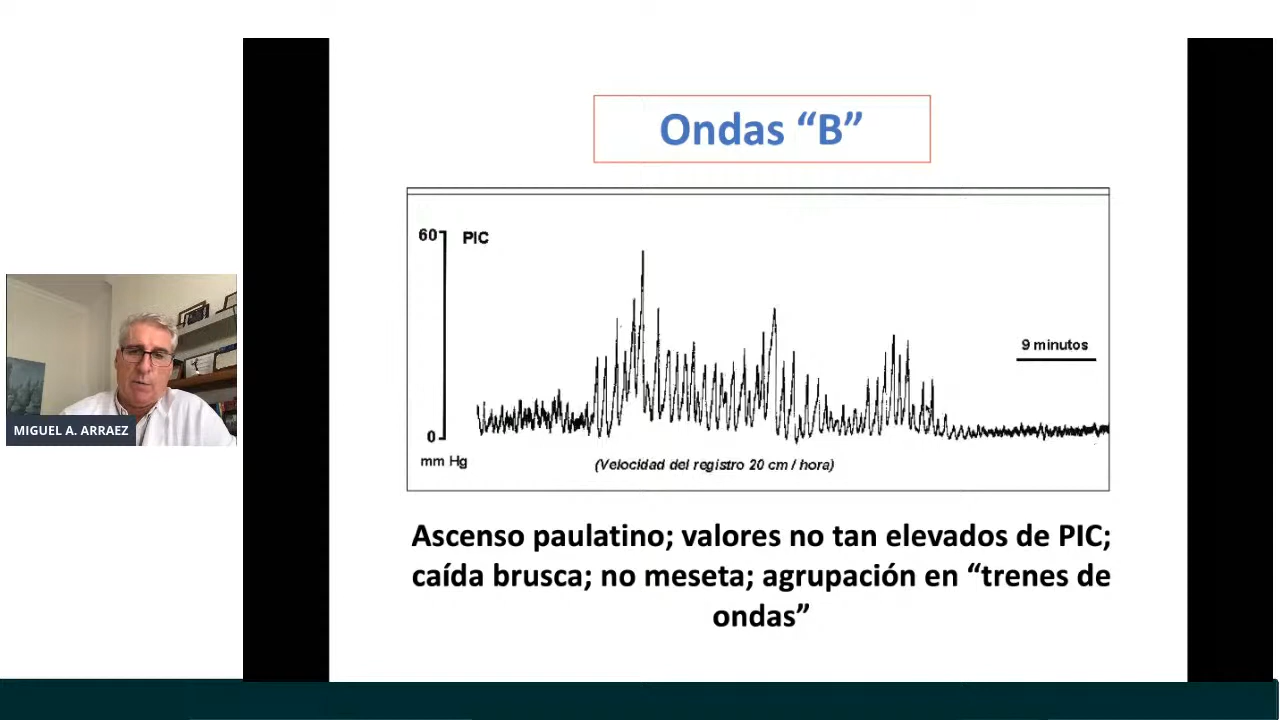 Ondas “B”
60
PIC
9 minutos
0
mm Hg
(Velocidad del registro 20 cm / hora)
MIGUEL A. ARRAEZ
Ascenso paulatino; valores no tan elevados de PIC;
caída brusca; no meseta; agrupación en “trenes de
ondas”